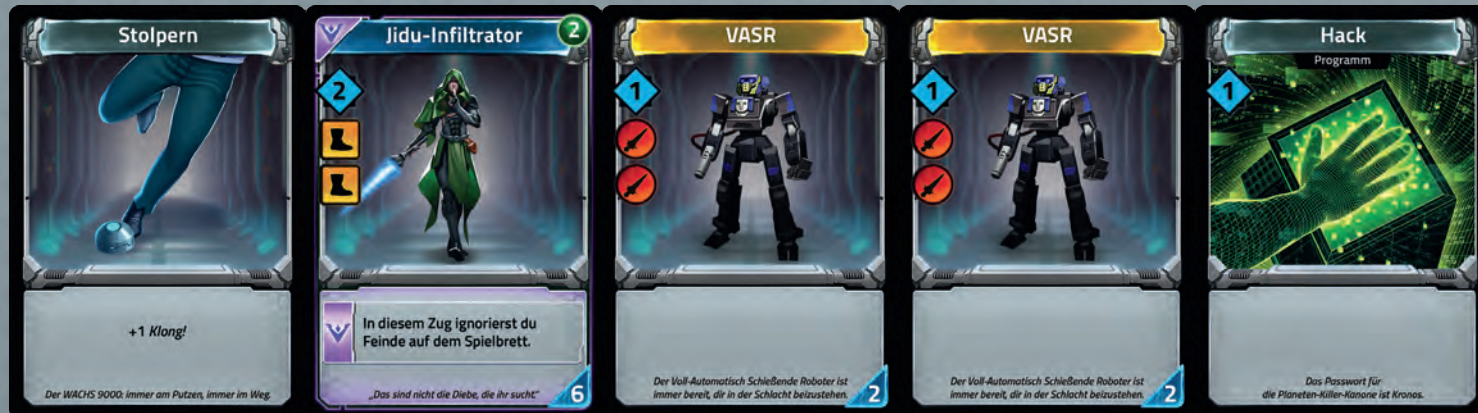 Stolpern
+1 Klong!
Der WACHS 9000: immer am Putzen, immer im Weg.
Jidu-Infiltrator
2
2
In diesem Zug ignorierst du
Feinde auf dem Spielbrett.
„Das sind nicht die Diebe, die ihr sucht.“
6
VASR
1
Der Voll-Automatisch Schießende Roboter ist
immer bereit, dir in der Schlacht beizustehen.
2
VASR
1
Der Voll-Automatisch Schießende Roboter ist
immer bereit, dir in der Schlacht beizustehen.
2
Hack
Programm
1
Das Passwort für
die Planeten-Killer-Kanone ist Kronos.